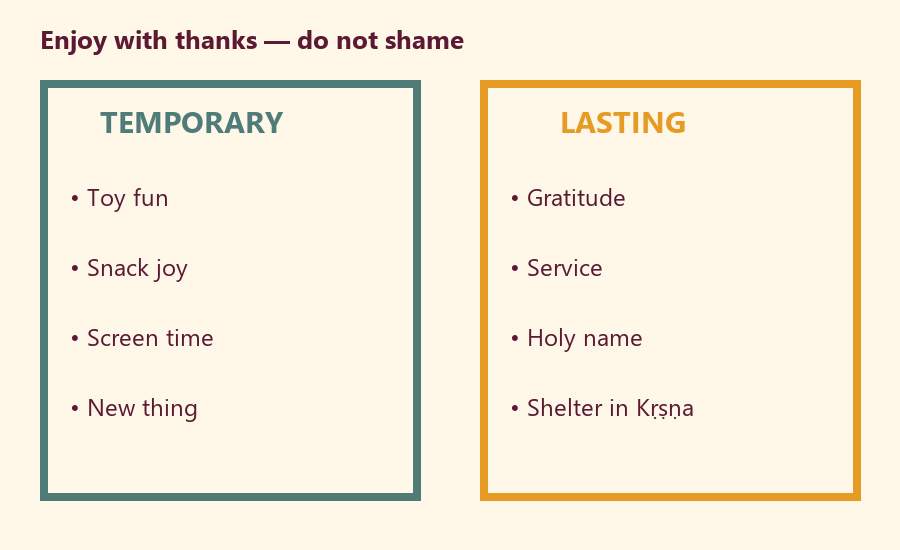 Enjoy with thanks — do not shame
TEMPORARY
• Toy fun
• Snack joy
• Screen time
• New thing
LASTING
• Gratitude
• Service
• Holy name
• Shelter in Kṛṣṇa